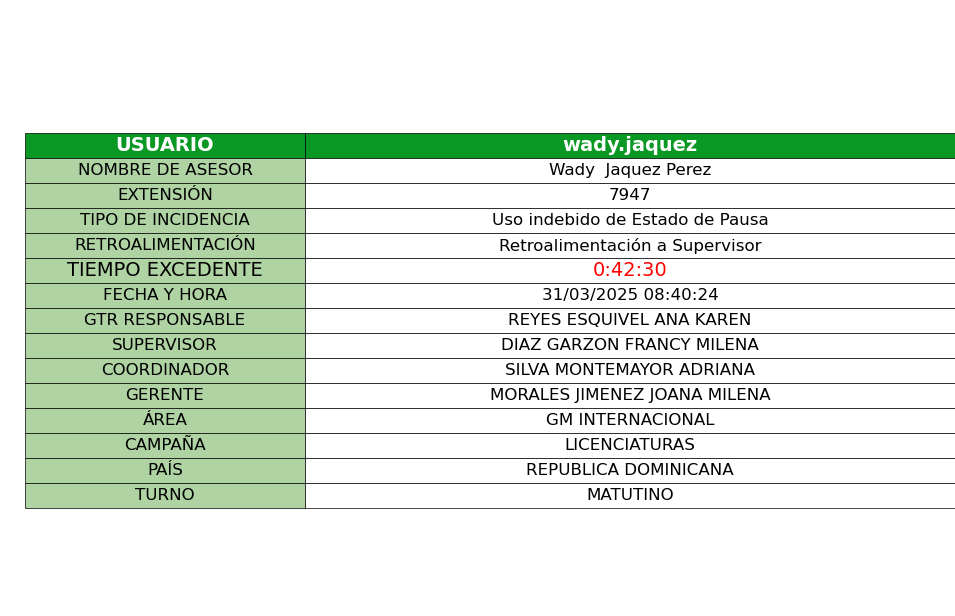 USUARIO wady.jaquez
NOMBRE DE ASESOR Wady  Jaquez Perez
EXTENSIÓN 7947
TIPO DE INCIDENCIA Uso indebido de Estado de Pausa
RETROALIMENTACIÓN Retroalimentación a Supervisor
TIEMPO EXCEDENTE 0:42:30
FECHA Y HORA 31/03/2025 08:40:24
GTR RESPONSABLE REYES ESQUIVEL ANA KAREN
SUPERVISOR DIAZ GARZON FRANCY MILENA
COORDINADOR SILVA MONTEMAYOR ADRIANA
GERENTE MORALES JIMENEZ JOANA MILENA
ÁREA GM INTERNACIONAL
CAMPAÑA LICENCIATURAS
PAÍS REPUBLICA DOMINICANA
TURNO MATUTINO